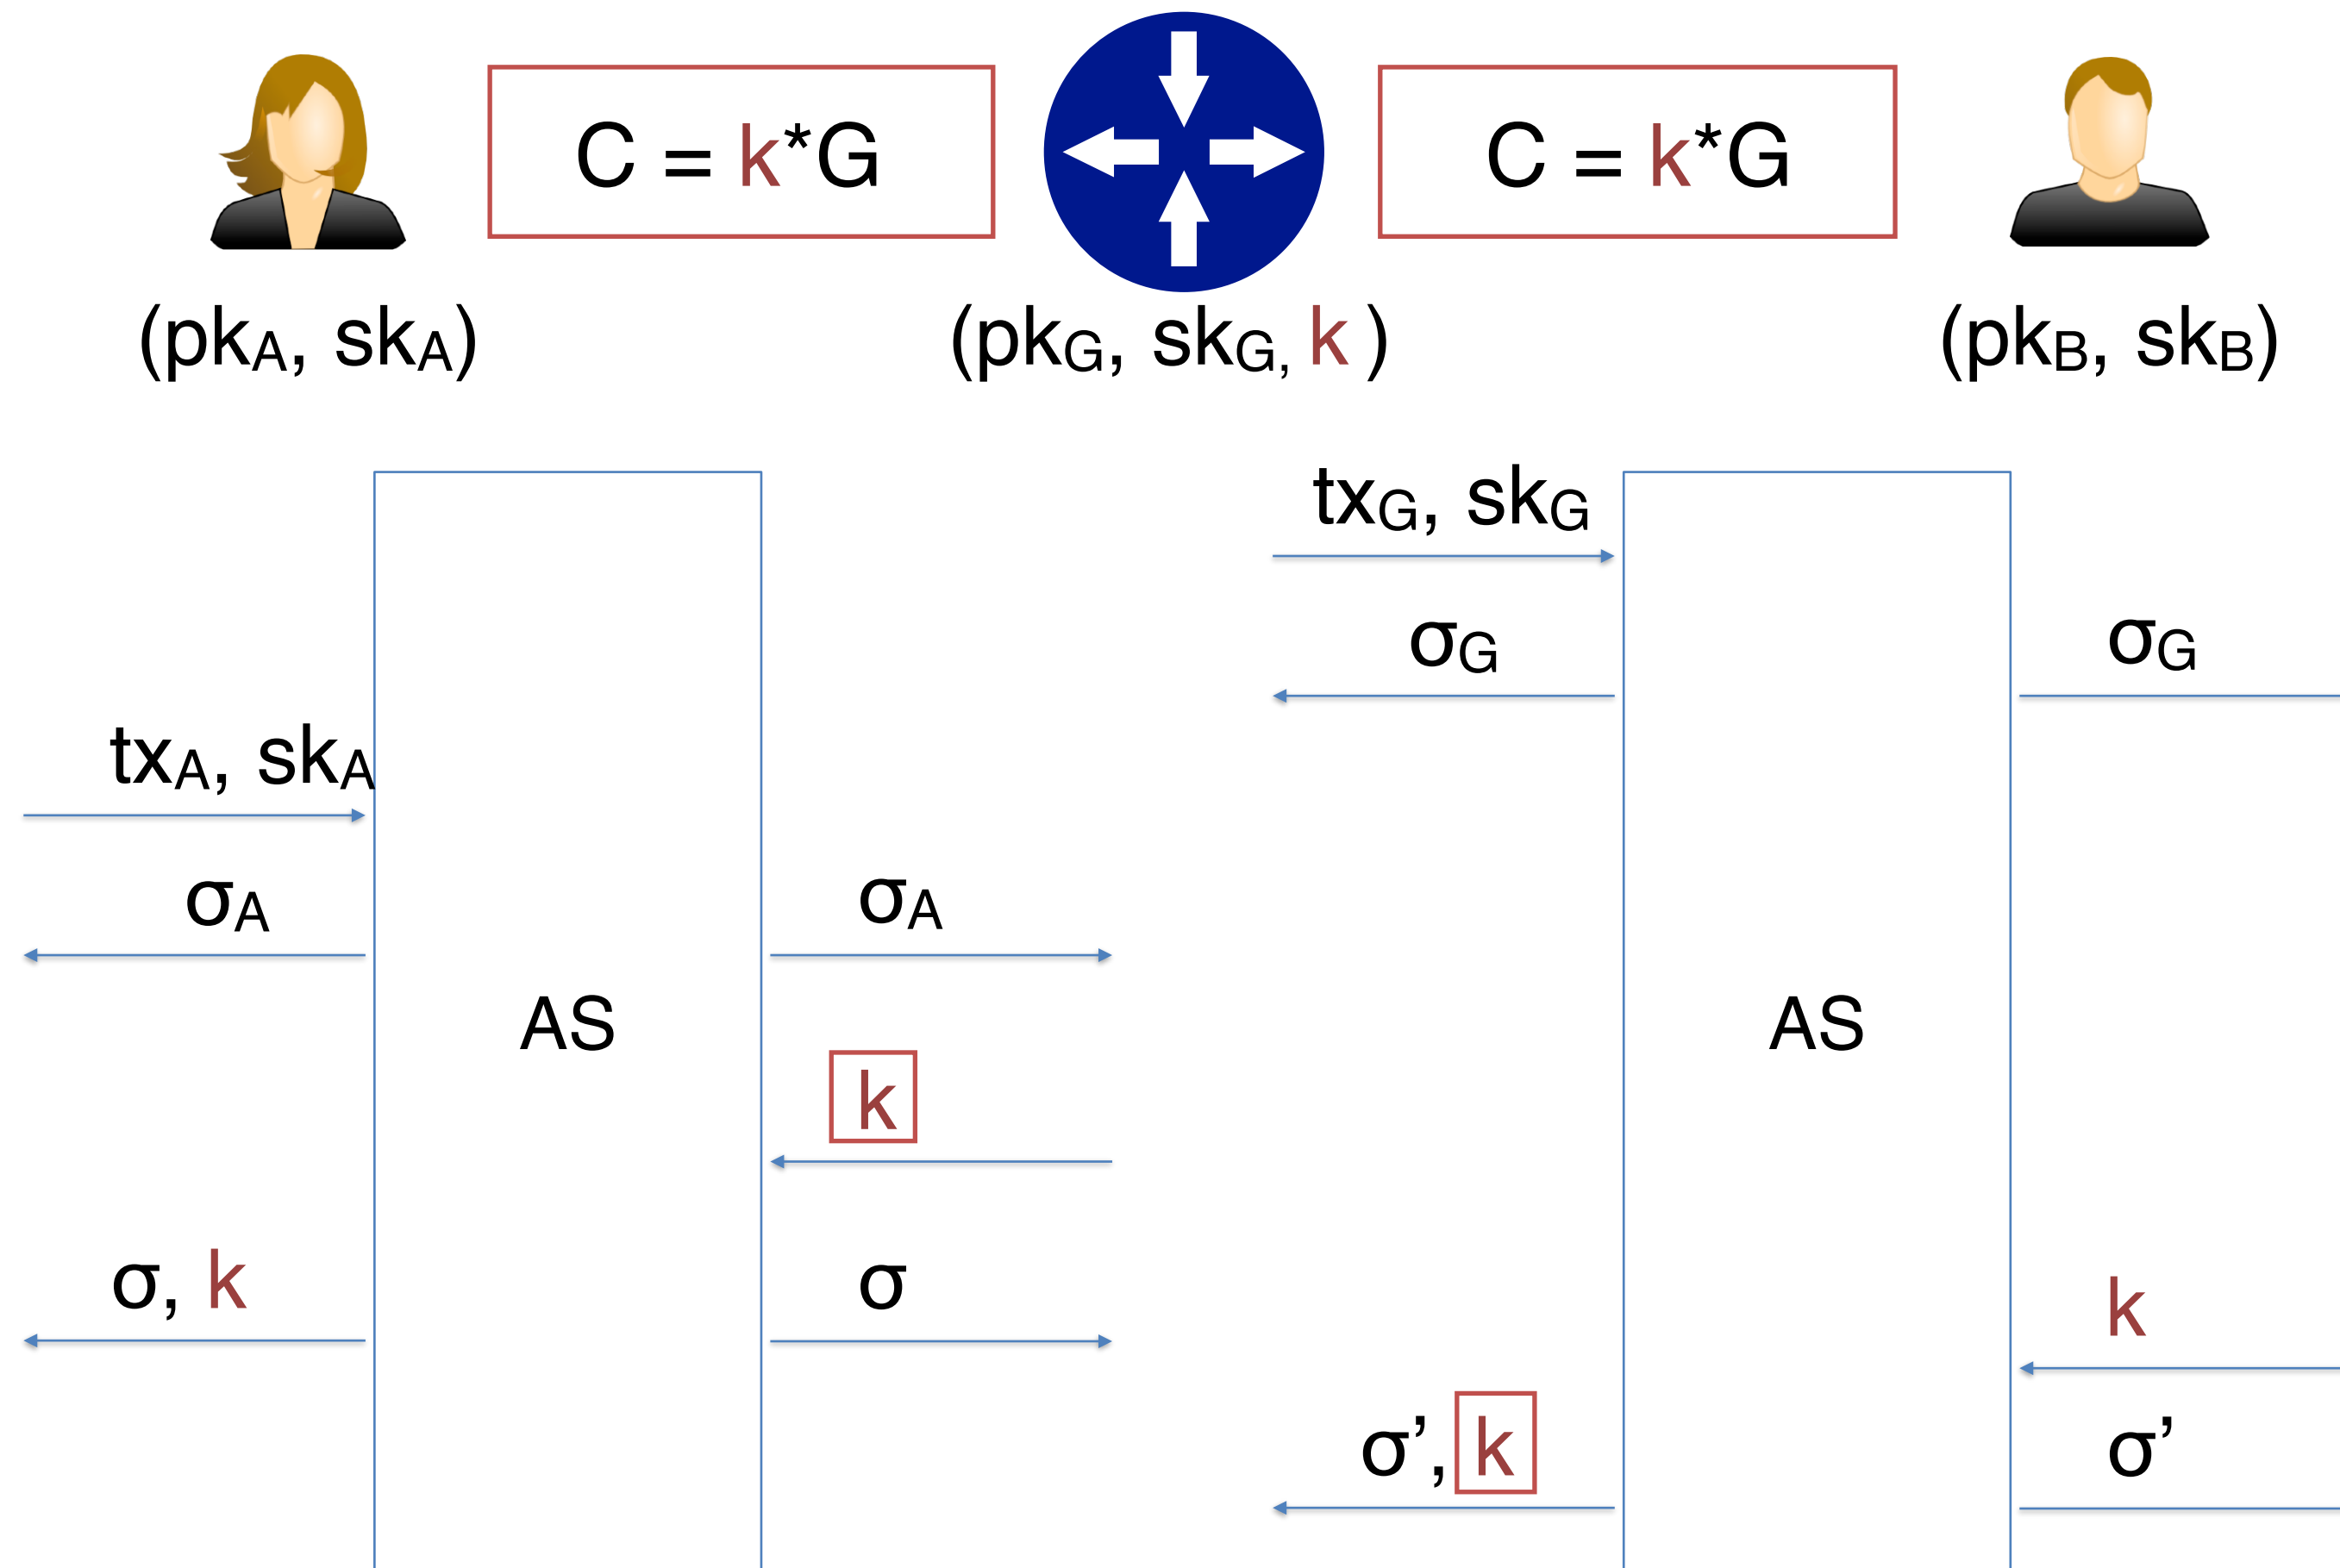 C = k*G
C = k*G
(pkA, skA)
(pkG, skG, k )
(pkB, skB)
txG, skG
σG
σG
txA, skA
σA
σA
AS
AS
k
σ, k
σ
k
σ’, k
σ’